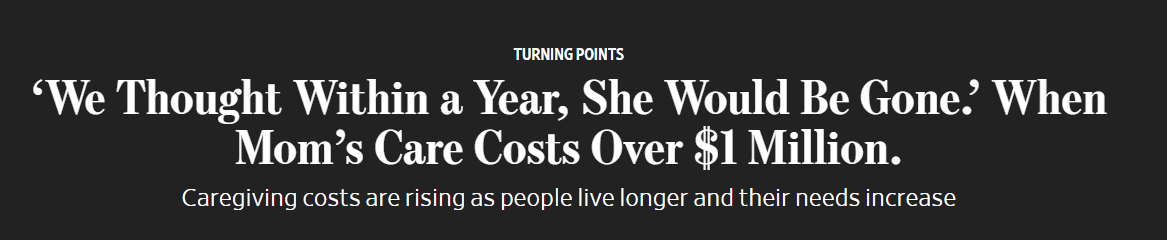 TURNING POINTS
‘We Thought Within a Year, She Would Be Gone.’ When
Mom’s Care Costs Over $1 Million.
Caregiving costs are rising as people live longer and their needs increase